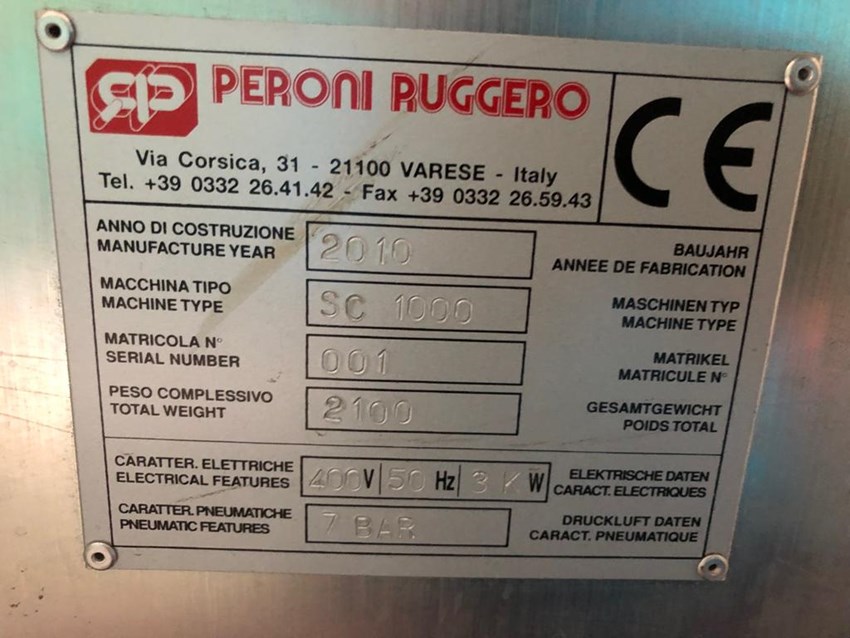 RP PERONI RUGGERO
CE
Via Corsica, 31 - 21100 VARESE - Italy
Tel. +39 0332 26.41.42 - Fax +39 0332 26.59.43
ANNO DI COSTRUZIONE
MANUFACTURE YEAR
2010
BAUJAHR
ANNEE DE FABRICATION
MACCHINA TIPO
MACHINE TYPE
SC 1000
MASCHINEN TYP
MACHINE TYPE
MATRICOLA N°
SERIAL NUMBER
001
MATRIKEL
MATRICULE N°
PESO COMPLESSIVO
TOTAL WEIGHT
2100
GESAMTGEWICHT
POIDS TOTAL
CARATTER. ELETTRICHE
ELECTRICAL FEATURES
400V|50 Hz|3 K W
ELEKTRISCHE DATEN
CARACT. ELECTRIQUES
CARATTER. PNEUMATICHE
PNEUMATIC FEATURES
7 BAR
DRUCKLUFT DATEN
CARACT. PNEUMATIQUE